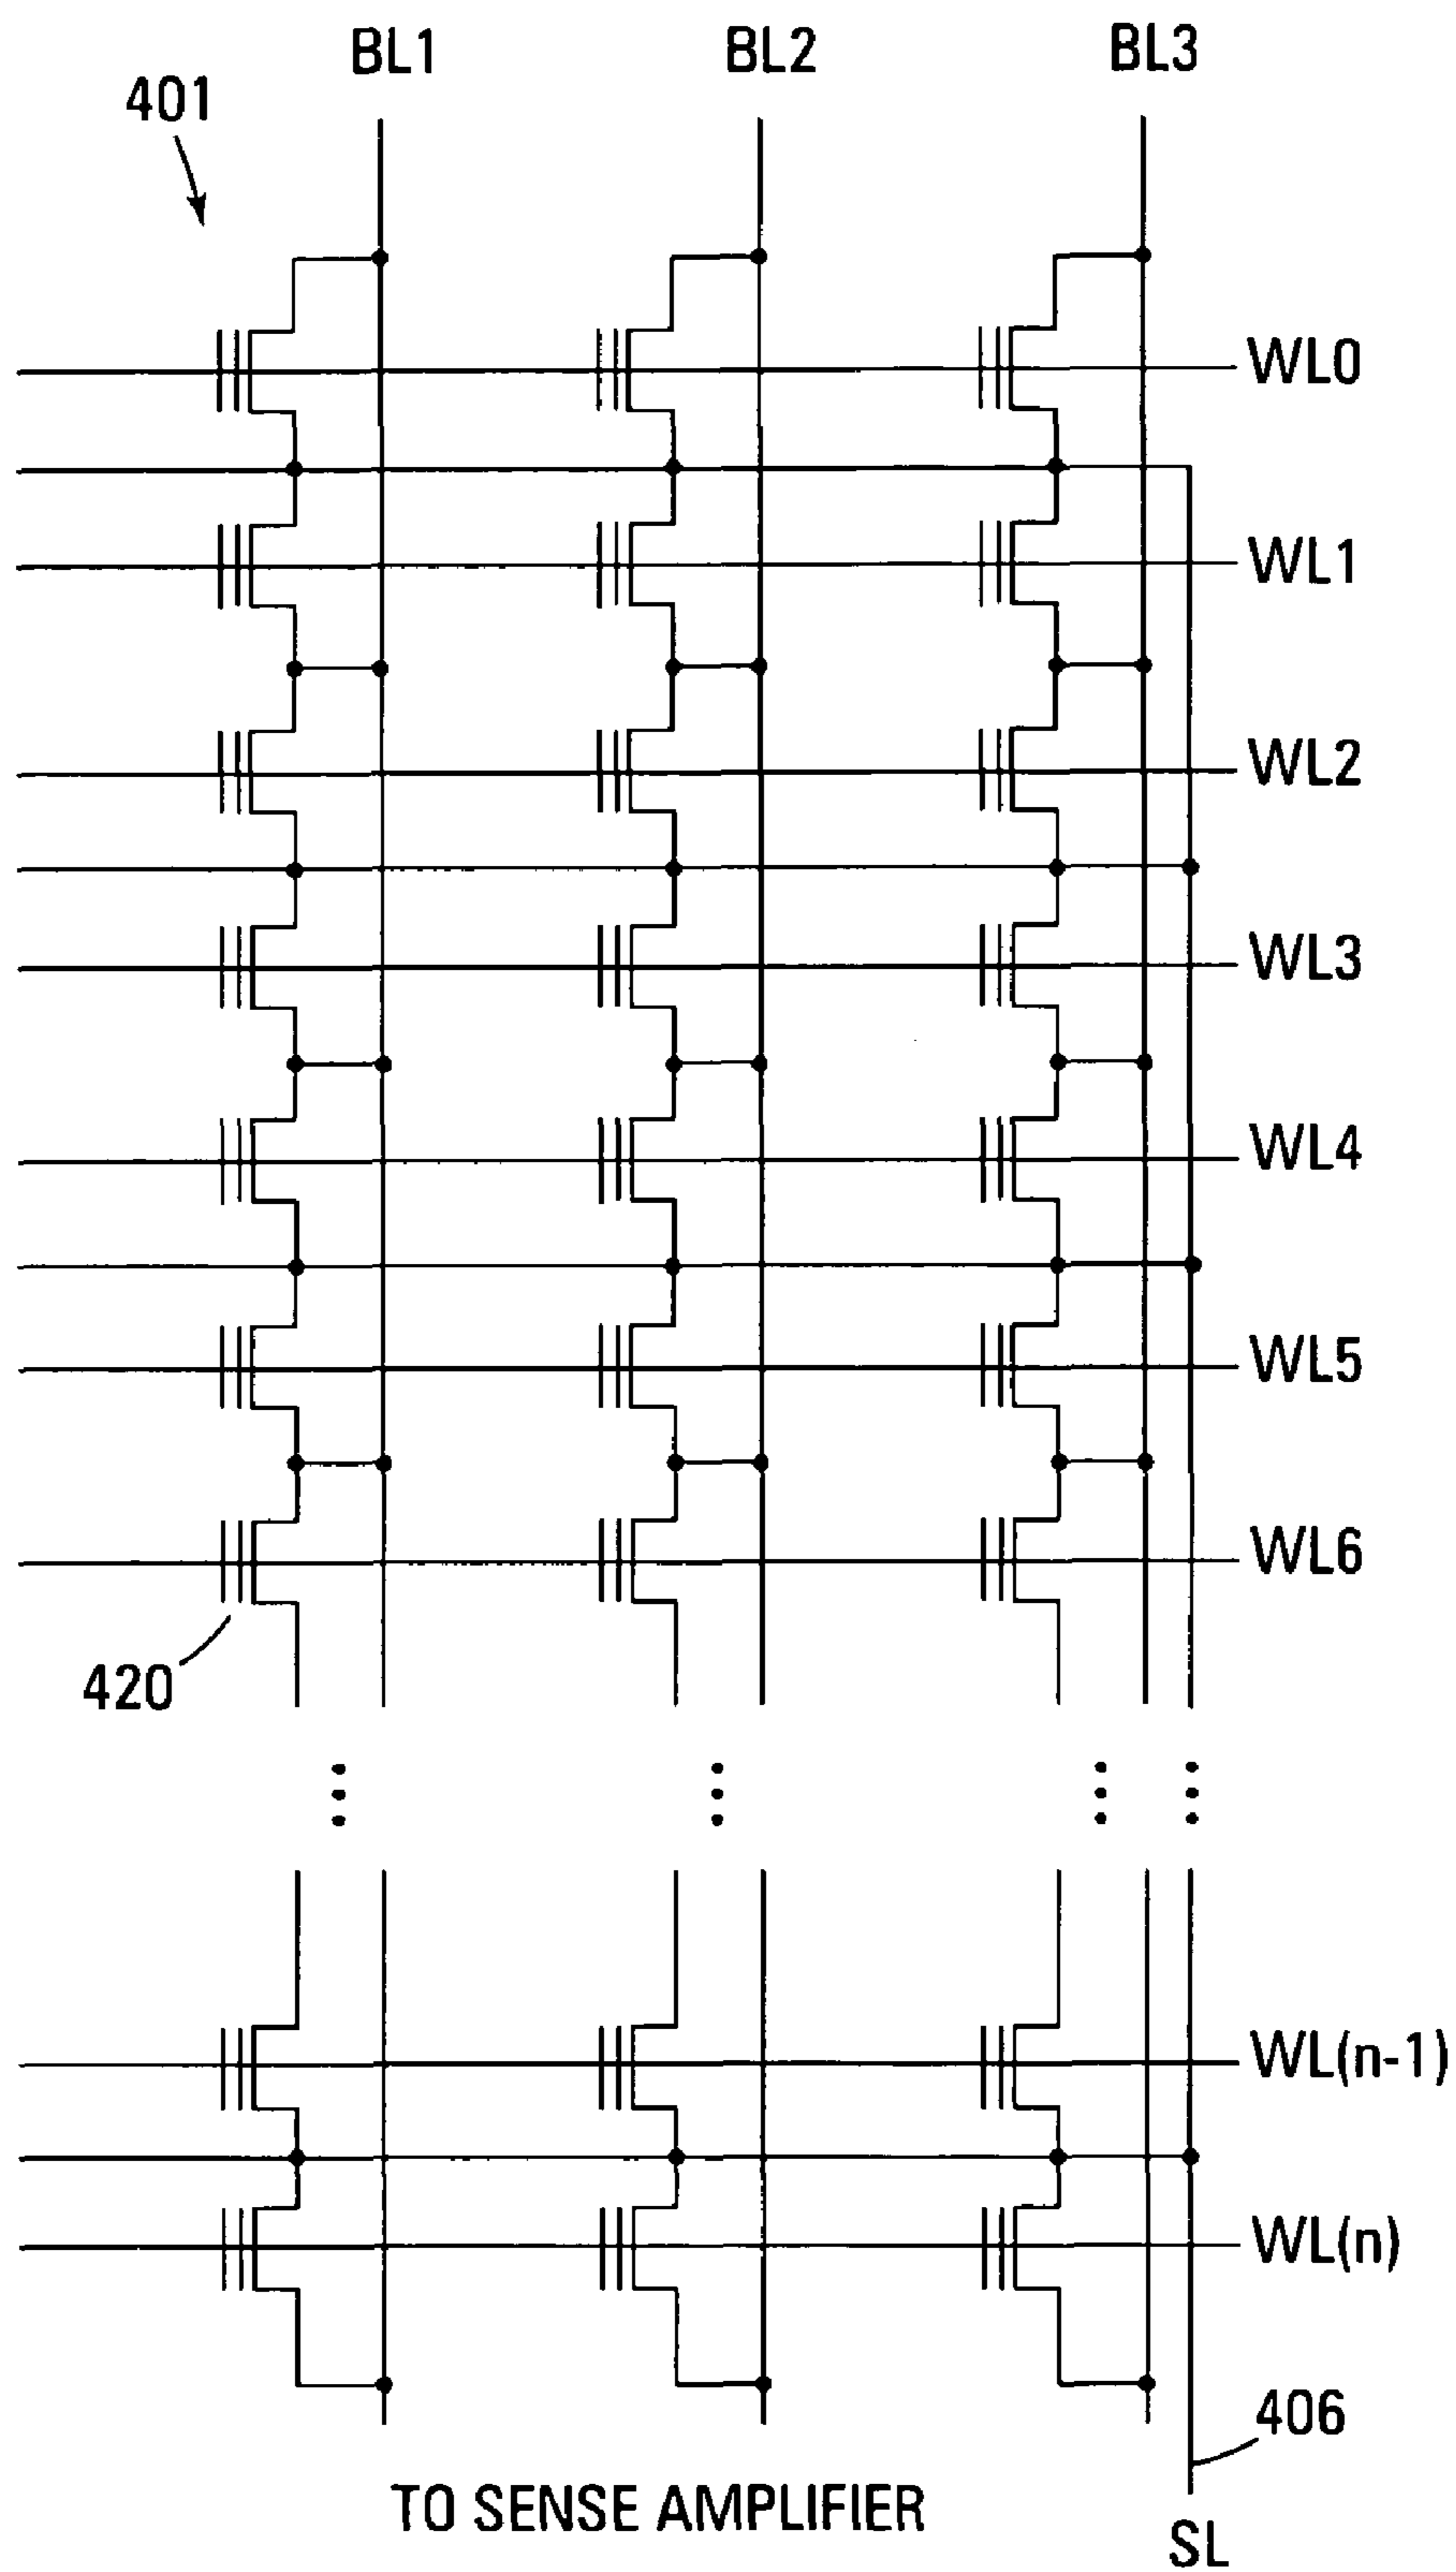 BL1 BL2 BL3
401
WL0
WL1
WL2
WL3
WL4
WL5
WL6
420
WL(n-1)
WL(n)
406
TO SENSE AMPLIFIER
SL